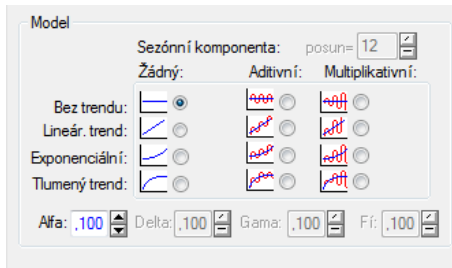 Model
Sezónní komponenta: posun= 12
Žádný: Aditivní: Multiplikativní:
Bez trendu:
Lineár. trend:
Exponenciální:
Tlumený trend:
Alfa: ,100 Delta: ,100 Gama: ,100 Fí: ,100